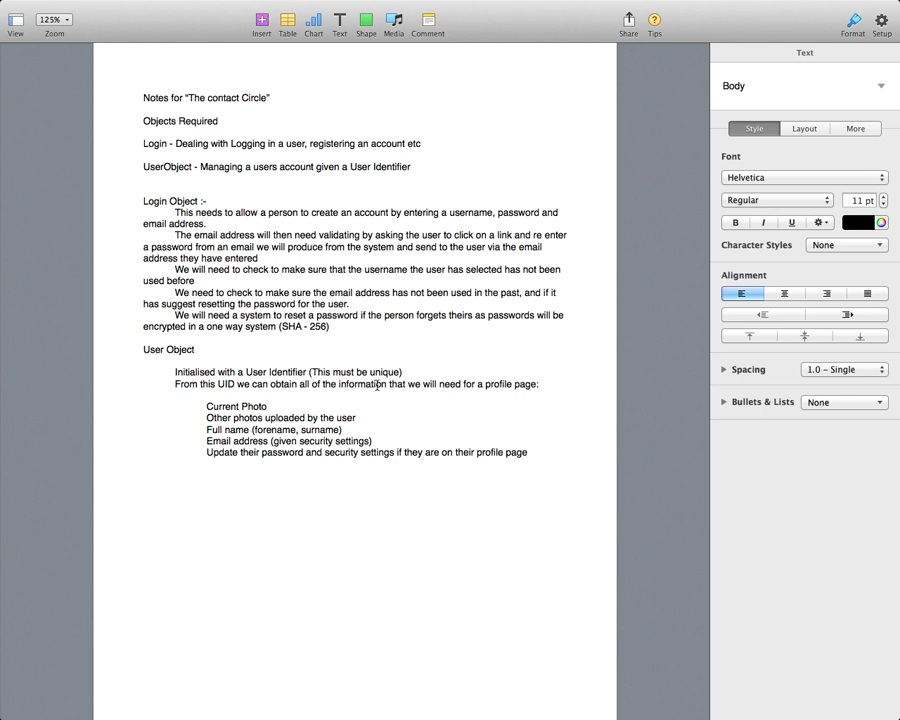 125%
View
Zoom
Insert
Table
Chart
Text
Shape
Media
Comment
Share
Tips
Format
Setup
Notes for "The contact Circle"
Objects Required
Login - Dealing with Logging in a user, registering an account etc
UserObject - Managing a users account given a User Identifier
Login Object :-
This needs to allow a person to create an account by entering a username, password and
email address.
The email address will then need validating by asking the user to click on a link and re enter
a password from an email we will produce from the system and send to the user via the email
address they have entered
We will need to check to make sure that the username the user has selected has not been
used before
We need to check to make sure the email address has not been used in the past, and if it
has suggest resetting the password for the user.
We will need a system to reset a password if the person forgets theirs as passwords will be
encrypted in a one way system (SHA - 256)
User Object
Initialised with a User Identifier (This must be unique)
From this UID we can obtain all of the information that we will need for a profile page:
Current Photo
Other photos uploaded by the user
Full name (forename, surname)
Email address (given security settings)
Update their password and security settings if they are on their profile page
Text
Body
Style
Layout
More
Font
Helvetica
Regular
11 pt
B
I
U
Character Styles
None
Alignment
Spacing
1.0 – Single
Bullets & Lists
None